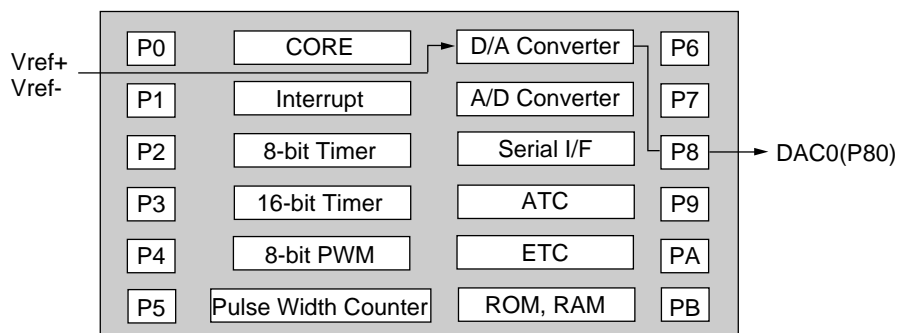 Vref+
Vref-
P0 CORE D/A Converter P6
P1 Interrupt A/D Converter P7
P2 8-bit Timer Serial I/F P8 DAC0(P80)
P3 16-bit Timer ATC P9
P4 8-bit PWM ETC PA
P5 Pulse Width Counter ROM, RAM PB